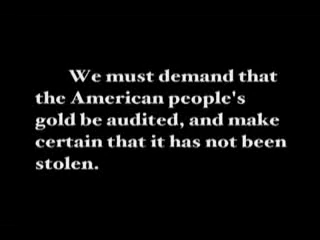 We must demand that
the American people's
gold be audited, and make
certain that it has not been
stolen.